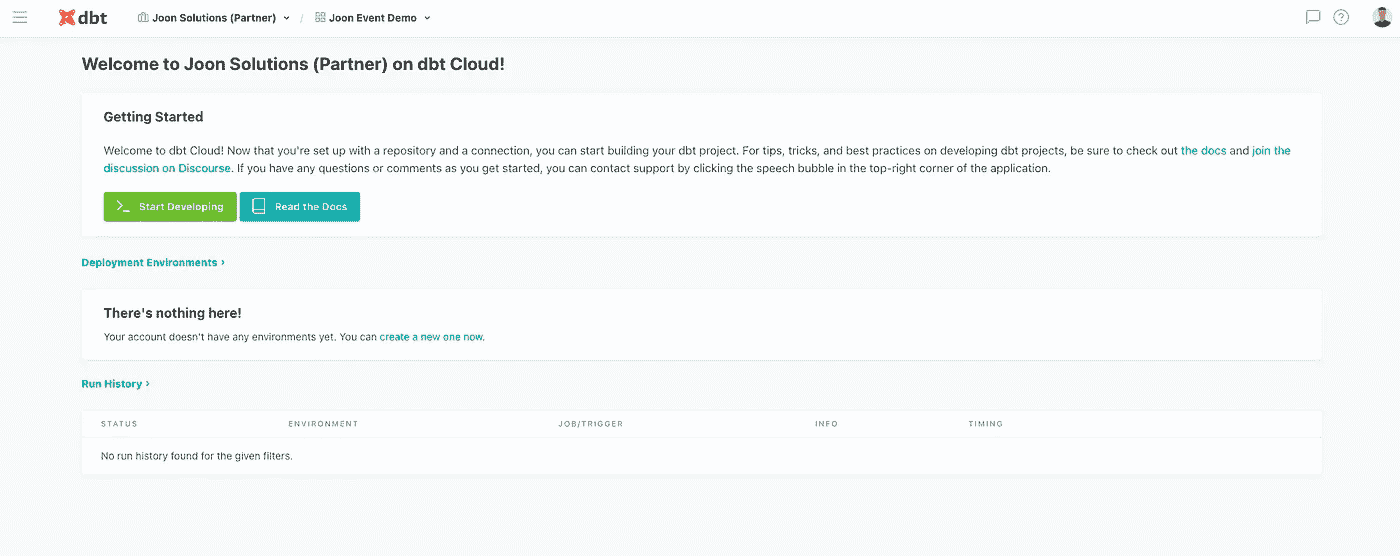 dbt Joon Solutions (Partner) / Joon Event Demo
Welcome to Joon Solutions (Partner) on dbt Cloud!
Getting Started
Welcome to dbt Cloud! Now that you're set up with a repository and a connection, you can start building your dbt project. For tips, tricks, and best practices on developing dbt projects, be sure to check out the docs and join the
discussion on Discourse. If you have any questions or comments as you get started, you can contact support by clicking the speech bubble in the top-right corner of the application.
Start Developing Read the Docs
Deployment Environments ›
There's nothing here!
Your account doesn't have any environments yet. You can create a new one now.
Run History ›
STATUS ENVIRONMENT JOB/TRIGGER INFO TIMING
No run history found for the given filters.